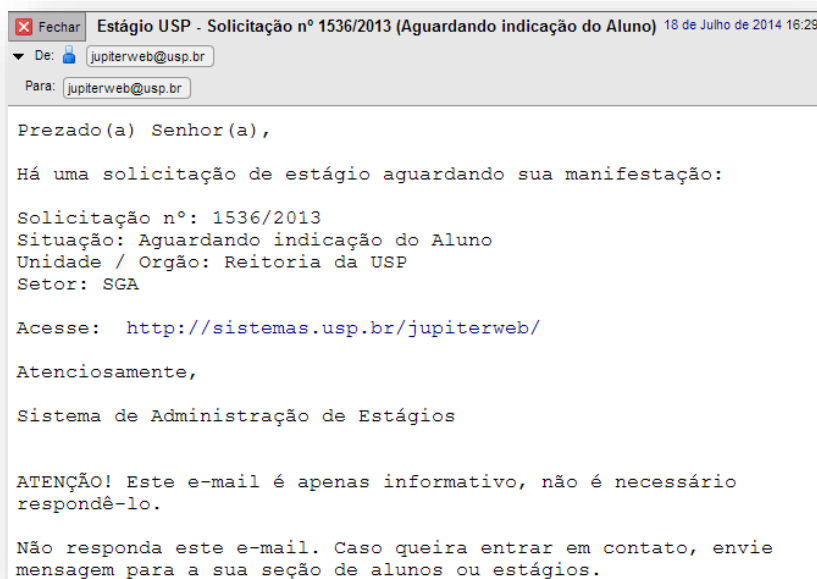 Fechar Estágio USP - Solicitação nº 1536/2013 (Aguardando indicação do Aluno) 18 de Julho de 2014 16:29
De: jupiterweb@usp.br
Para: jupiterweb@usp.br
Prezado(a) Senhor(a),
Há uma solicitação de estágio aguardando sua manifestação:
Solicitação nº: 1536/2013
Situação: Aguardando indicação do Aluno
Unidade / Orgão: Reitoria da USP
Setor: SGA
Acesse: http://sistemas.usp.br/jupiterweb/
Atenciosamente,
Sistema de Administração de Estágios
ATENÇÃO! Este e-mail é apenas informativo, não é necessário
respondê-lo.
Não responda este e-mail. Caso queira entrar em contato, envie
mensagem para a sua seção de alunos ou estágios.